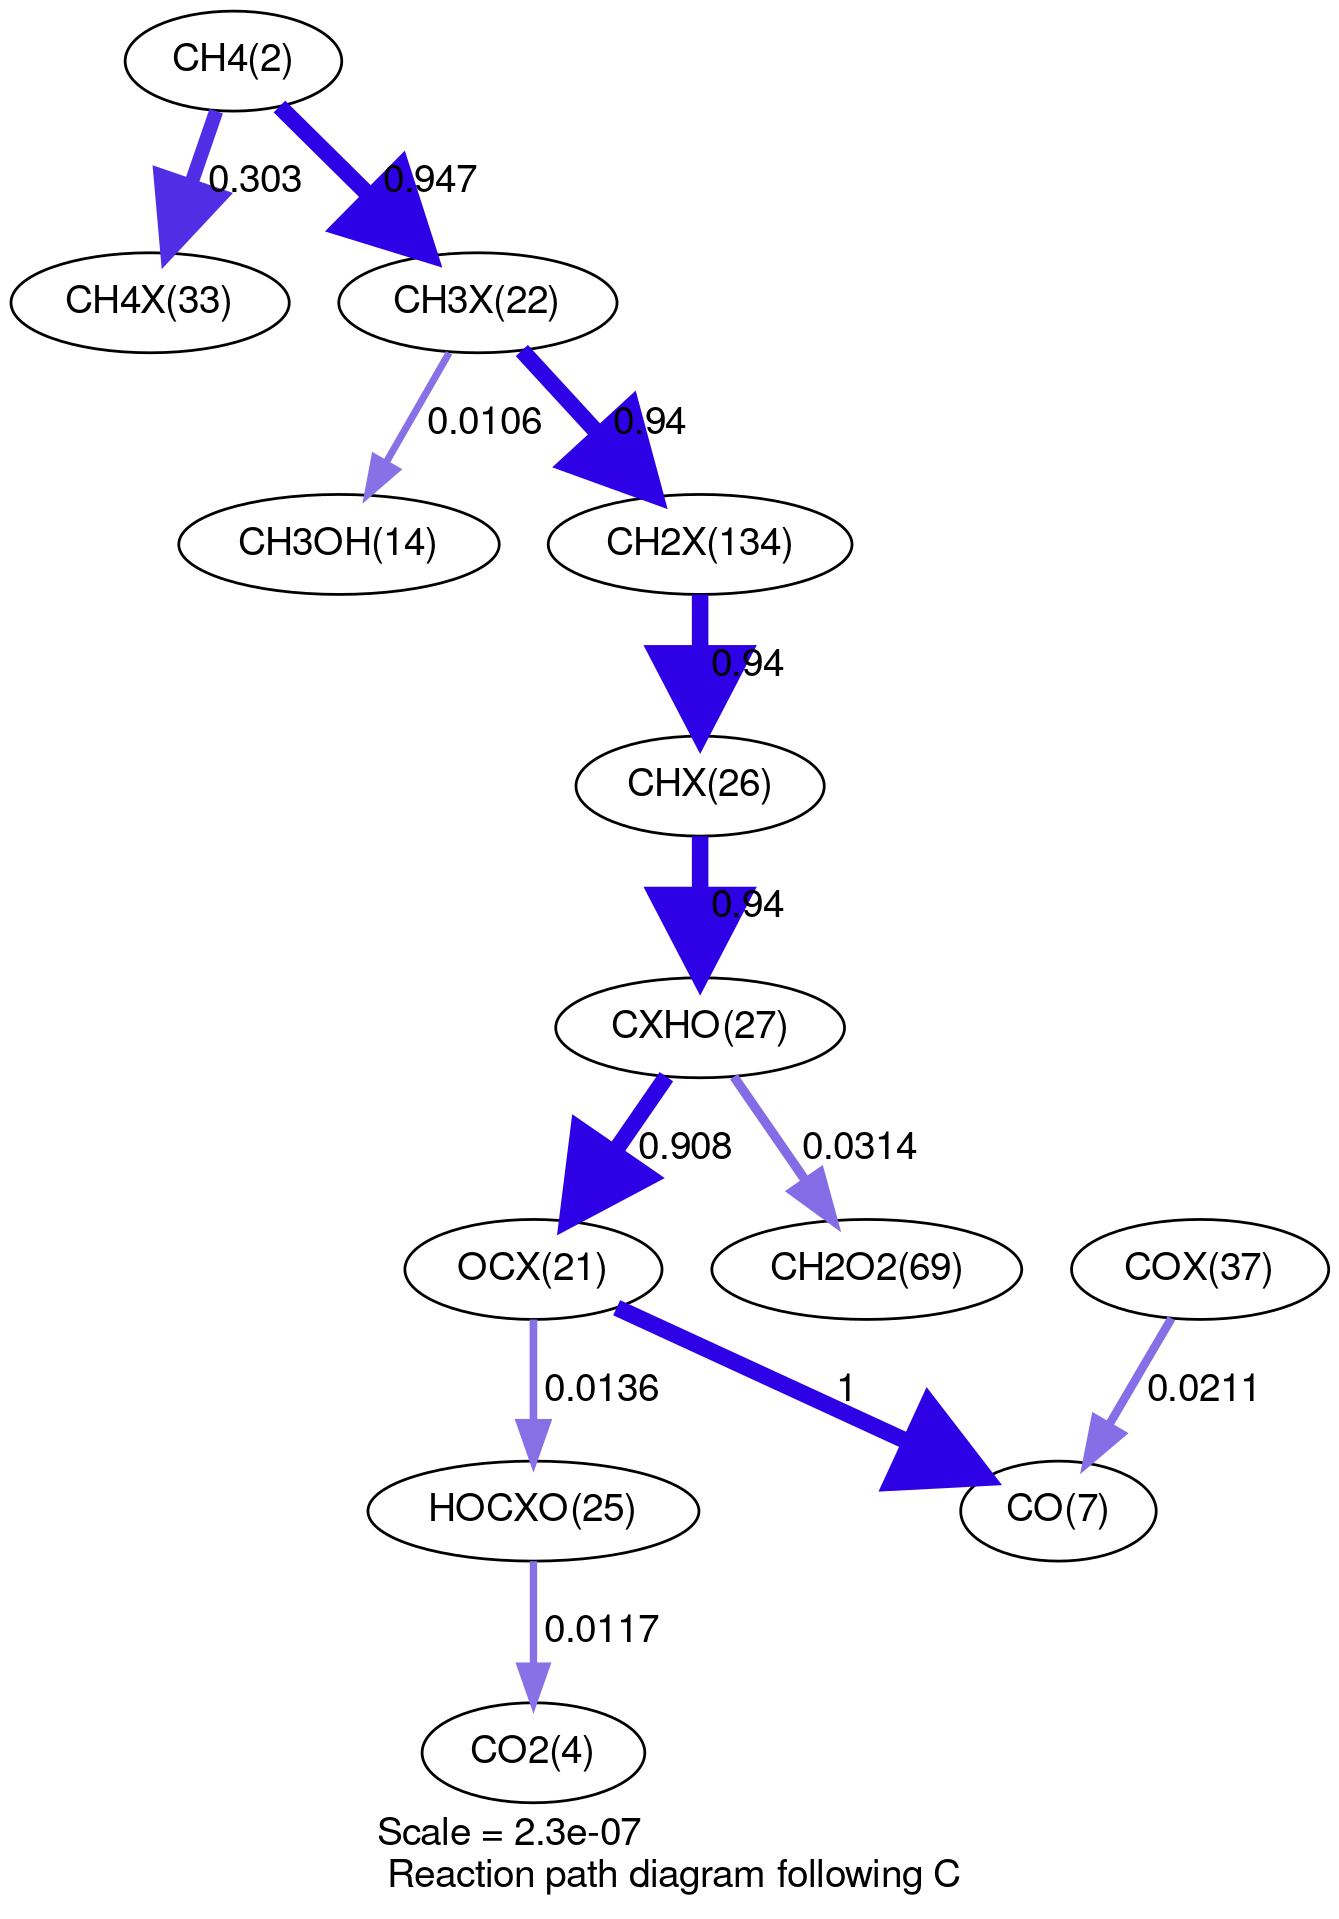 CH4(2)
0.303
0.947
CH4X(33)
CH3X(22)
0.0106
0.94
CH3OH(14)
CH2X(134)
0.94
CHX(26)
0.94
CXHO(27)
0.908
0.0314
OCX(21)
CH2O2(69)
COX(37)
0.0136
1
0.0211
HOCXO(25)
CO(7)
0.0117
CO2(4)
Scale = 2.3e-07
Reaction path diagram following C